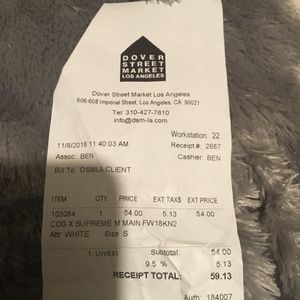 DOVER
STREET
MARKET
LOS ANGELES
Dover Street Market Los Angeles
606-608 Imperial Street, Los Angeles, CA 90021
Tel: 310-427-7610
info@dsm-la.com
Workstation: 22
11/8/2018 11:40:03 AM Receipt #: 2687
Assoc: BEN Cashier: BEN
Bill To: DSMLA CLIENT
ITEM QTY PRICE EXT TAX$ EXT PRICE
103084 1 54.00 5.13 54.00
CDG X SUPREME M MAIN FW18KN2
Attr WHITE Size S
1 Unit(s) Subtotal: 54.00
9.5 % 5.13
RECEIPT TOTAL: 59.13
Auth: 184007